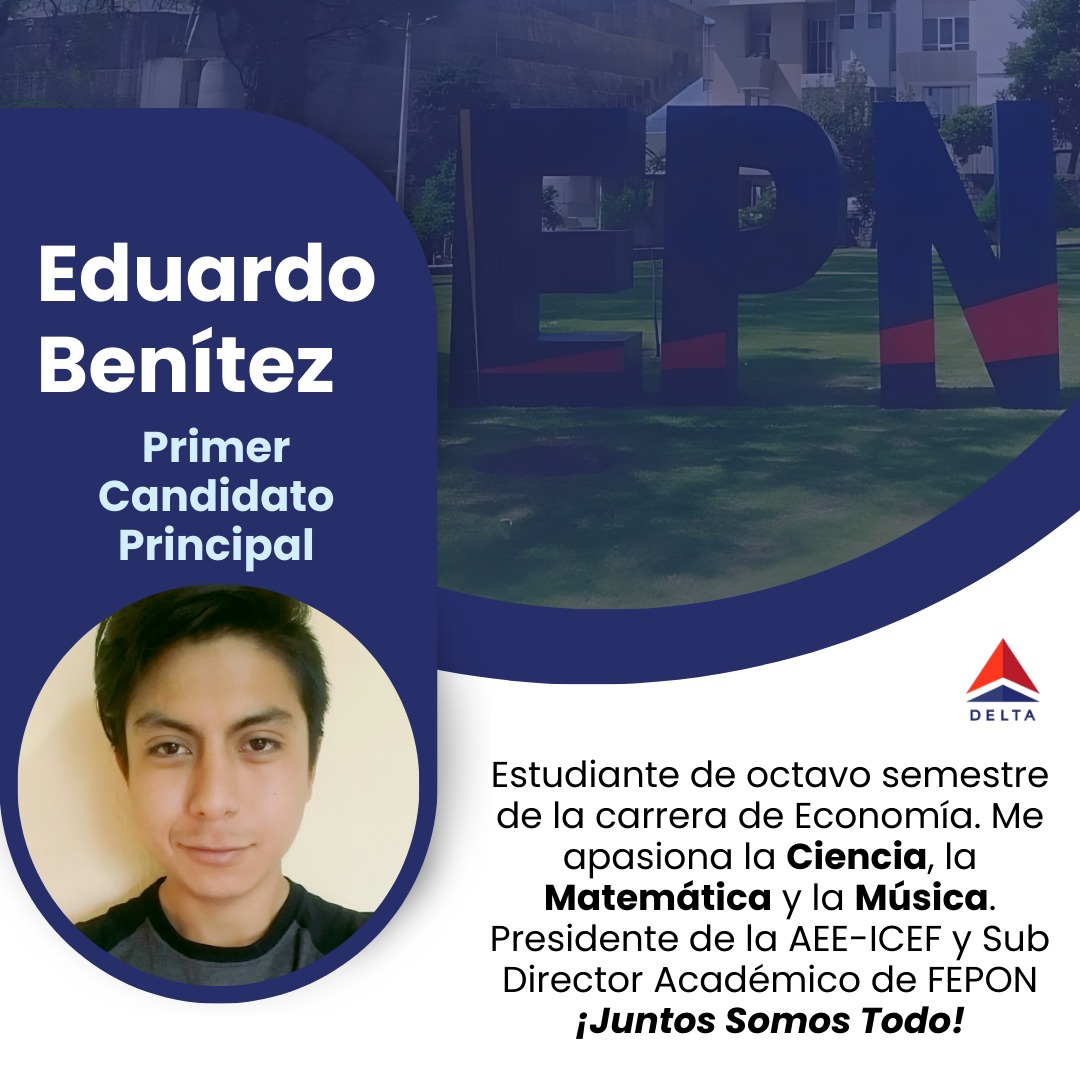 EPN
Eduardo
Benítez
Primer
Candidato
Principal
DELTA
Estudiante de octavo semestre
de la carrera de Economía. Me
apasiona la Ciencia, la
Matemática y la Música.
Presidente de la AEE-ICEF y Sub
Director Académico de FEPON
¡Juntos Somos Todo!